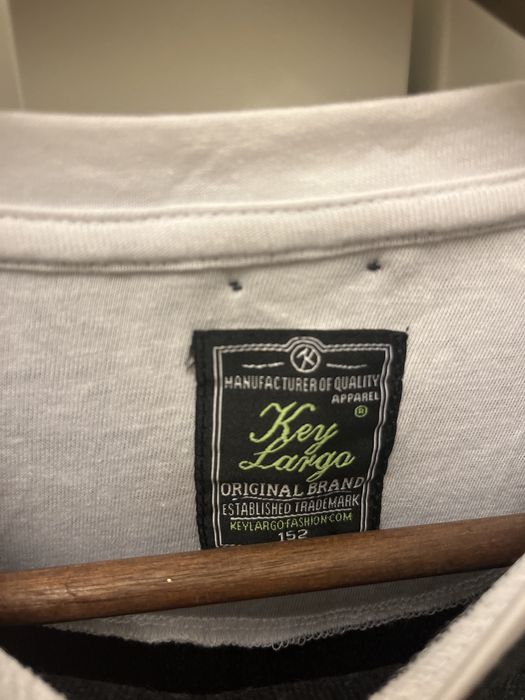 K
MANUFACTURER OF QUALITY
APPAREL
Key ®
Largo
ORIGINAL BRAND
ESTABLISHED TRADEMARK
KEYLARGO-FASHION.COM
152